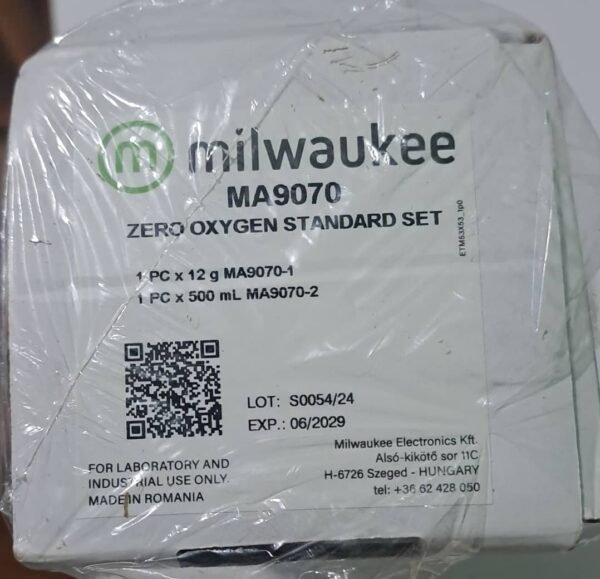 m milwaukee
MA9070
ZERO OXYGEN STANDARD SET
ETM53X53_1p0
1 PC x 12 g MA9070-1
1 PC x 500 mL MA9070-2
LOT: S0054/24
EXP.: 06/2029
Milwaukee Electronics Kft.
Alsó-kikötő sor 11C
H-6726 Szeged - HUNGARY
tel: +36 62 428 050
FOR LABORATORY AND
INDUSTRIAL USE ONLY.
MADE IN ROMANIA